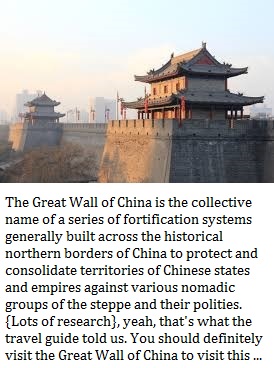 The Great Wall of China is the collective
name of a series of fortification systems
generally built across the historical
northern borders of China to protect and
consolidate territories of Chinese states
and empires against various nomadic
groups of the steppe and their polities.
{Lots of research}, yeah, that's what the
travel guide told us. You should definitely
visit the Great Wall of China to visit this ...